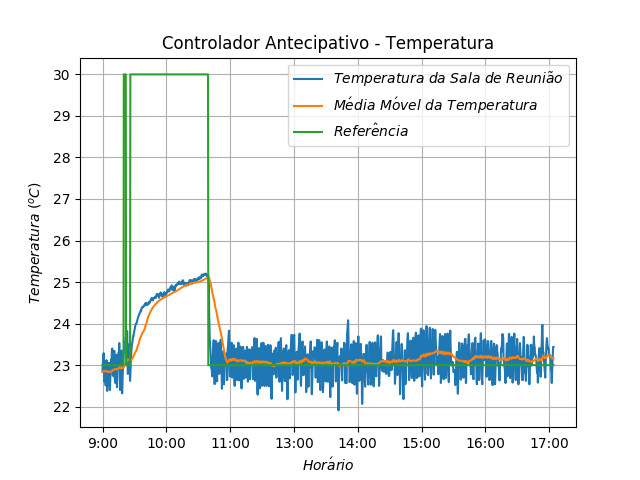 Controlador Antecipativo - Temperatura
Temperatura da Sala de Reunião
Média Móvel da Temperatura
Referência
30
29
28
27
26
25
24
23
22
Temperatura (ºC)
9:00 10:00 11:00 13:00 14:00 15:00 16:00 17:00
Horário